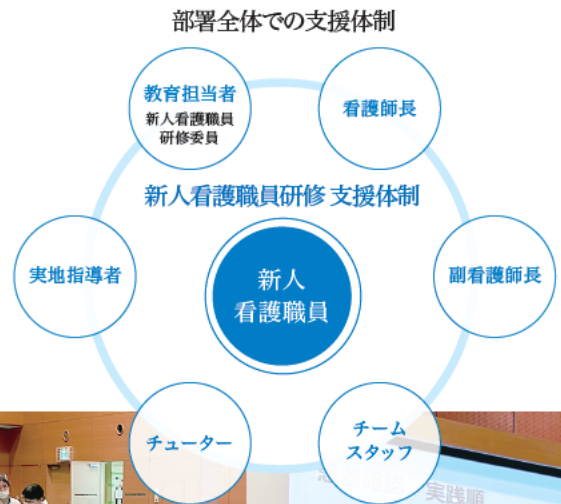 部署全体での支援体制
教育担当者
新人看護職員
研修委員
看護師長
新人看護職員研修 支援体制
実地指導者
新人
看護職員
副看護師長
チューター
チーム
スタッフ
実践順